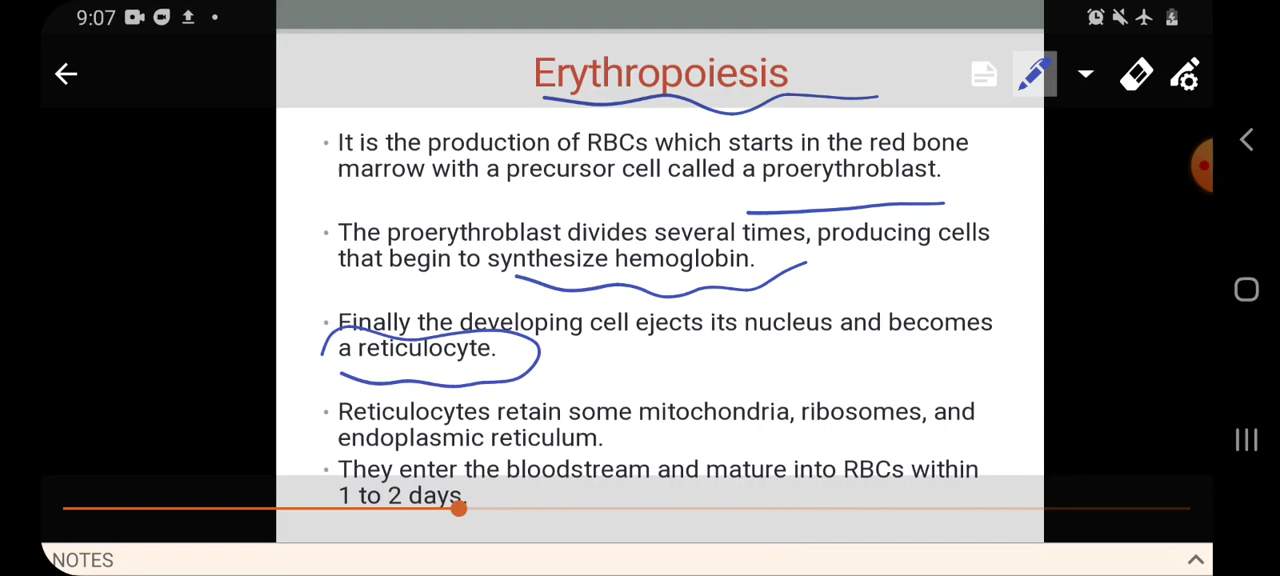 9:07
Erythropoiesis
• It is the production of RBCs which starts in the red bone
marrow with a precursor cell called a proerythroblast.
• The proerythroblast divides several times, producing cells
that begin to synthesize hemoglobin.
• Finally the developing cell ejects its nucleus and becomes
a reticulocyte.
• Reticulocytes retain some mitochondria, ribosomes, and
endoplasmic reticulum.
• They enter the bloodstream and mature into RBCs within
1 to 2 days.
NOTES